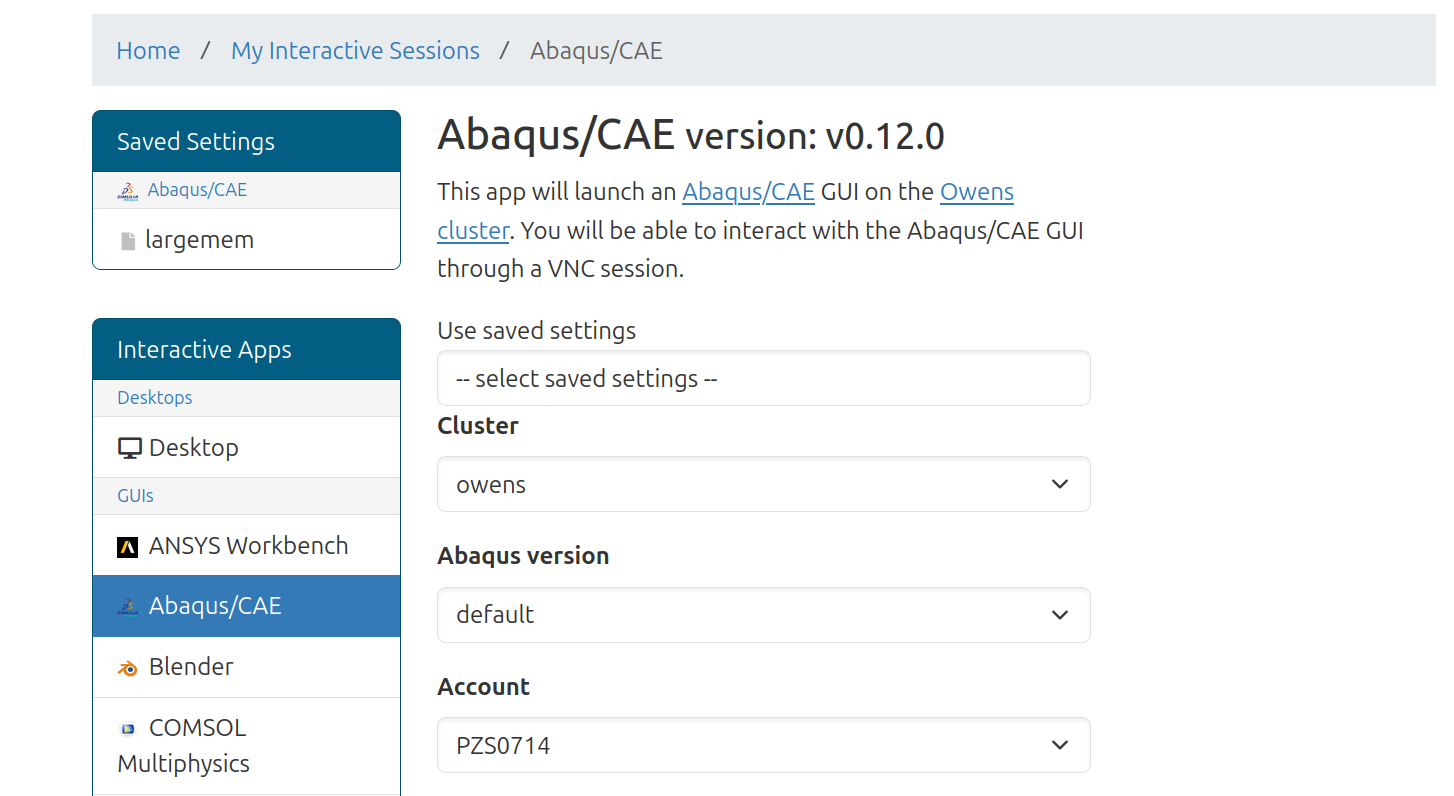 Home / My Interactive Sessions / Abaqus/CAE
Saved Settings
Abaqus/CAE
largemem
Interactive Apps
Desktops
Desktop
GUIs
ANSYS Workbench
Abaqus/CAE
Blender
COMSOL
Multiphysics
Abaqus/CAE version: v0.12.0
This app will launch an Abaqus/CAE GUI on the Owens
cluster. You will be able to interact with the Abaqus/CAE GUI
through a VNC session.
Use saved settings
-- select saved settings --
Cluster
owens
Abaqus version
default
Account
PZS0714